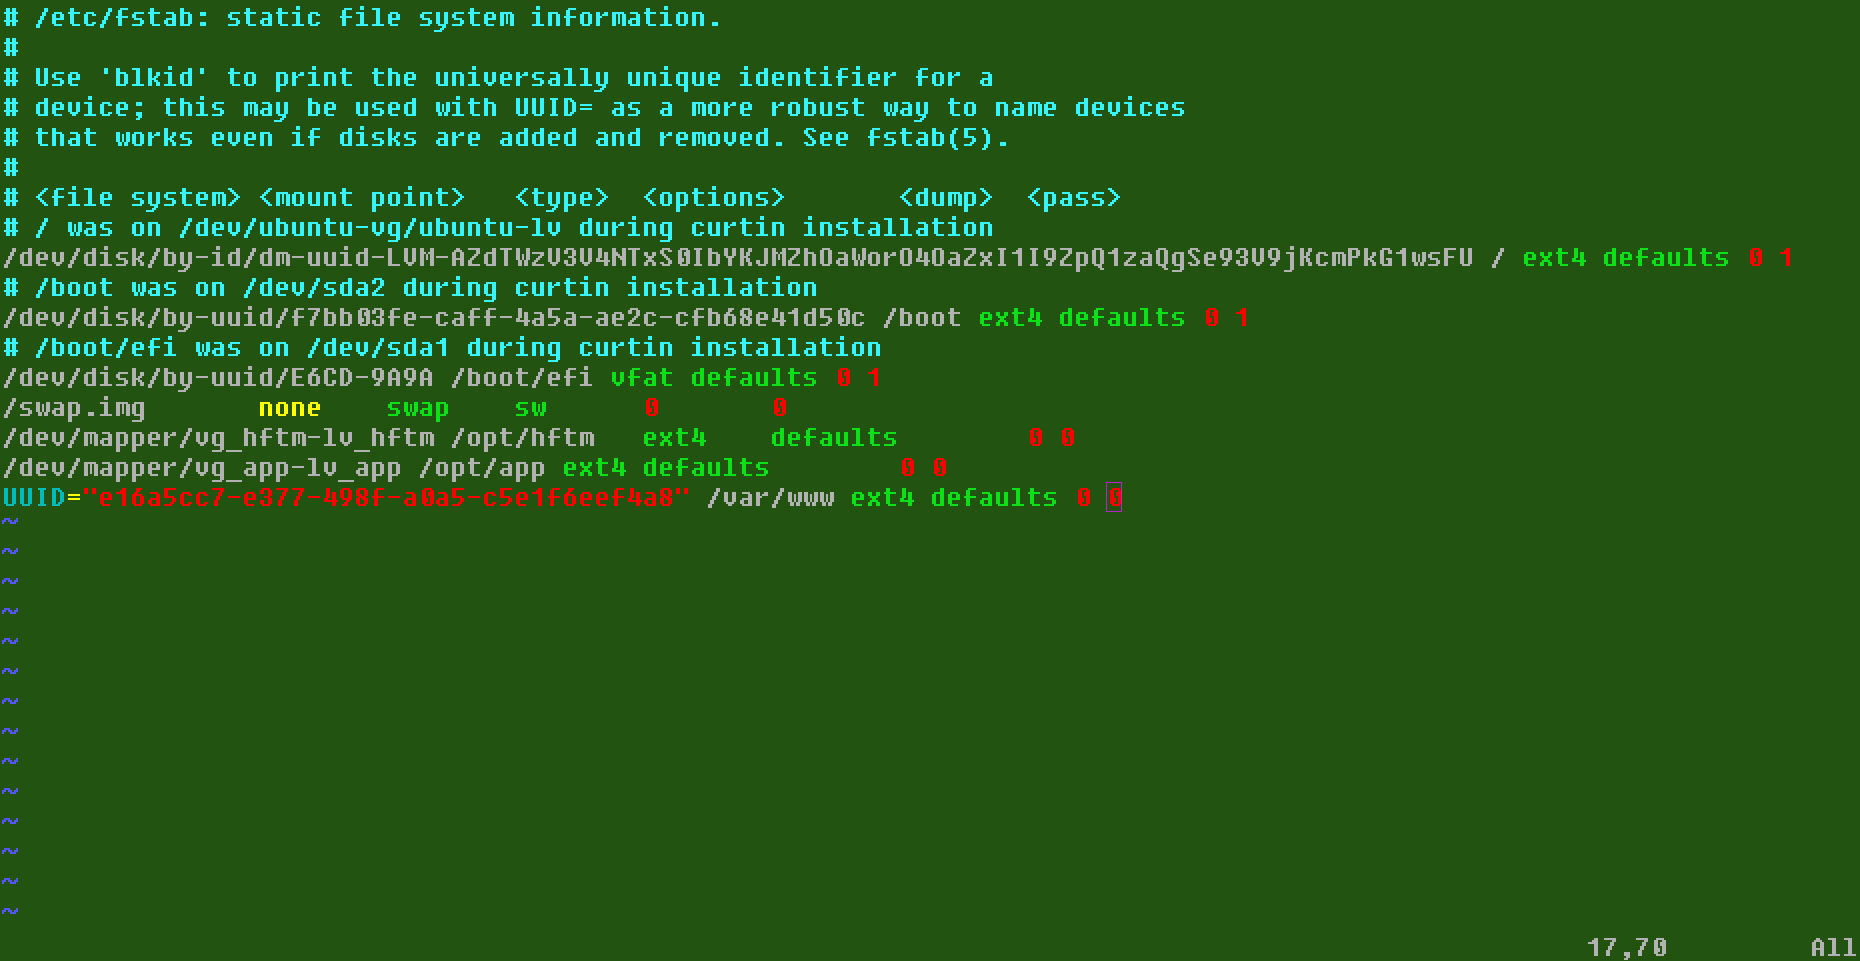 # /etc/fstab: static file system information.
#
# Use 'blkid' to print the universally unique identifier for a
# device; this may be used with UUID= as a more robust way to name devices
# that works even if disks are added and removed. See fstab(5).
#
# <file system> <mount point>   <type>  <options>       <dump>  <pass>
# / was on /dev/ubuntu-vg/ubuntu-lv during curtin installation
/dev/disk/by-id/dm-uuid-LVM-AZdTWzV3V4NTxS0IbYKJMZhOaWorO4OaZxI1I9ZpQ1zaQgSe93V9jKcmPkG1wsFU / ext4 defaults 0 1
# /boot was on /dev/sda2 during curtin installation
/dev/disk/by-uuid/f7bb03fe-caff-4a5a-ae2c-cfb68e41d50c /boot ext4 defaults 0 1
# /boot/efi was on /dev/sda1 during curtin installation
/dev/disk/by-uuid/E6CD-9A9A /boot/efi vfat defaults 0 1
/swap.img       none    swap    sw      0       0
/dev/mapper/vg_hftm-lv_hftm /opt/hftm   ext4    defaults        0 0
/dev/mapper/vg_app-lv_app /opt/app ext4 defaults        0 0
UUID="e16a5cc7-e377-498f-a0a5-c5e1f6eef4a8" /var/www ext4 defaults 0 0
~
~
~
~
~
~
~
~
~
~
~
~
~
~
17,70         All